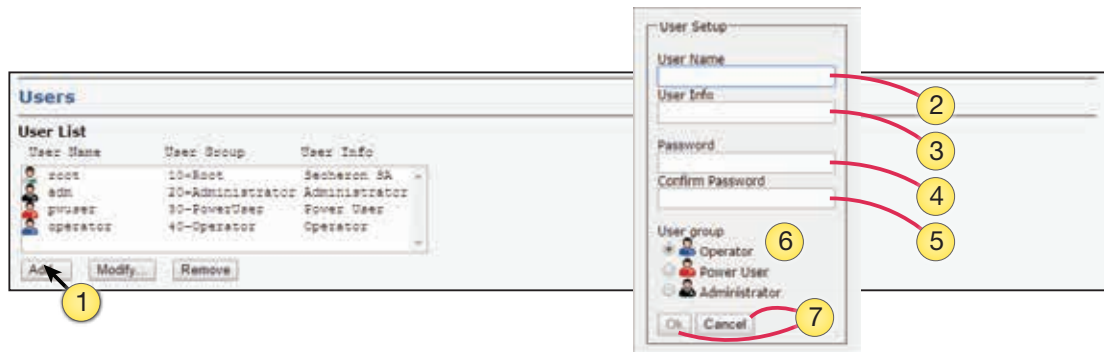 Users
User List
User Name User Group User Info
root 10-Root Secheron SA
adm 20-Administrator Administrator
pwuser 30-PowerUser Power User
operator 40-Operator Operator
Modify... Remove
1
User Setup
User Name
2
User Info
3
Password
4
Confirm Password
5
User group
6
Operator
Power User
Administrator
Ok Cancel
7